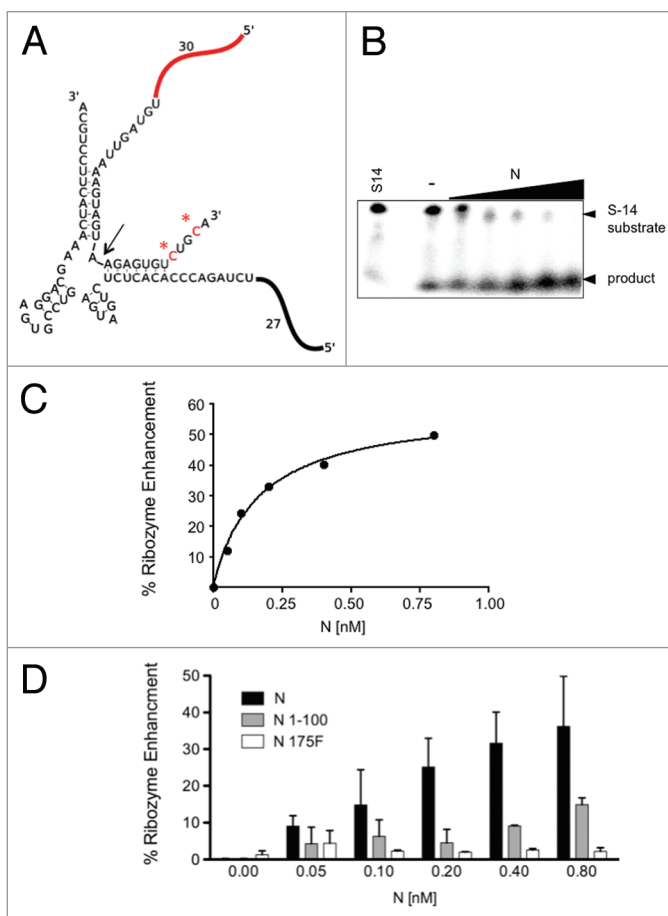 A
30
5'
3'
*
*
AGAGUGUCUGCA 3'
UCUCACACCCAGAUCU
27
5'
B
S14
-
N
S-14
substrate
product
C
% Ribozyme Enhancement
60
50
40
30
20
10
0.00
0.25
0.50
0.75
1.00
N [nM]
D
% Ribozyme Enhancment
50
40
30
20
10
0
N
N 1-100
N 175F
0.00 0.05 0.10 0.20 0.40 0.80
N [nM]